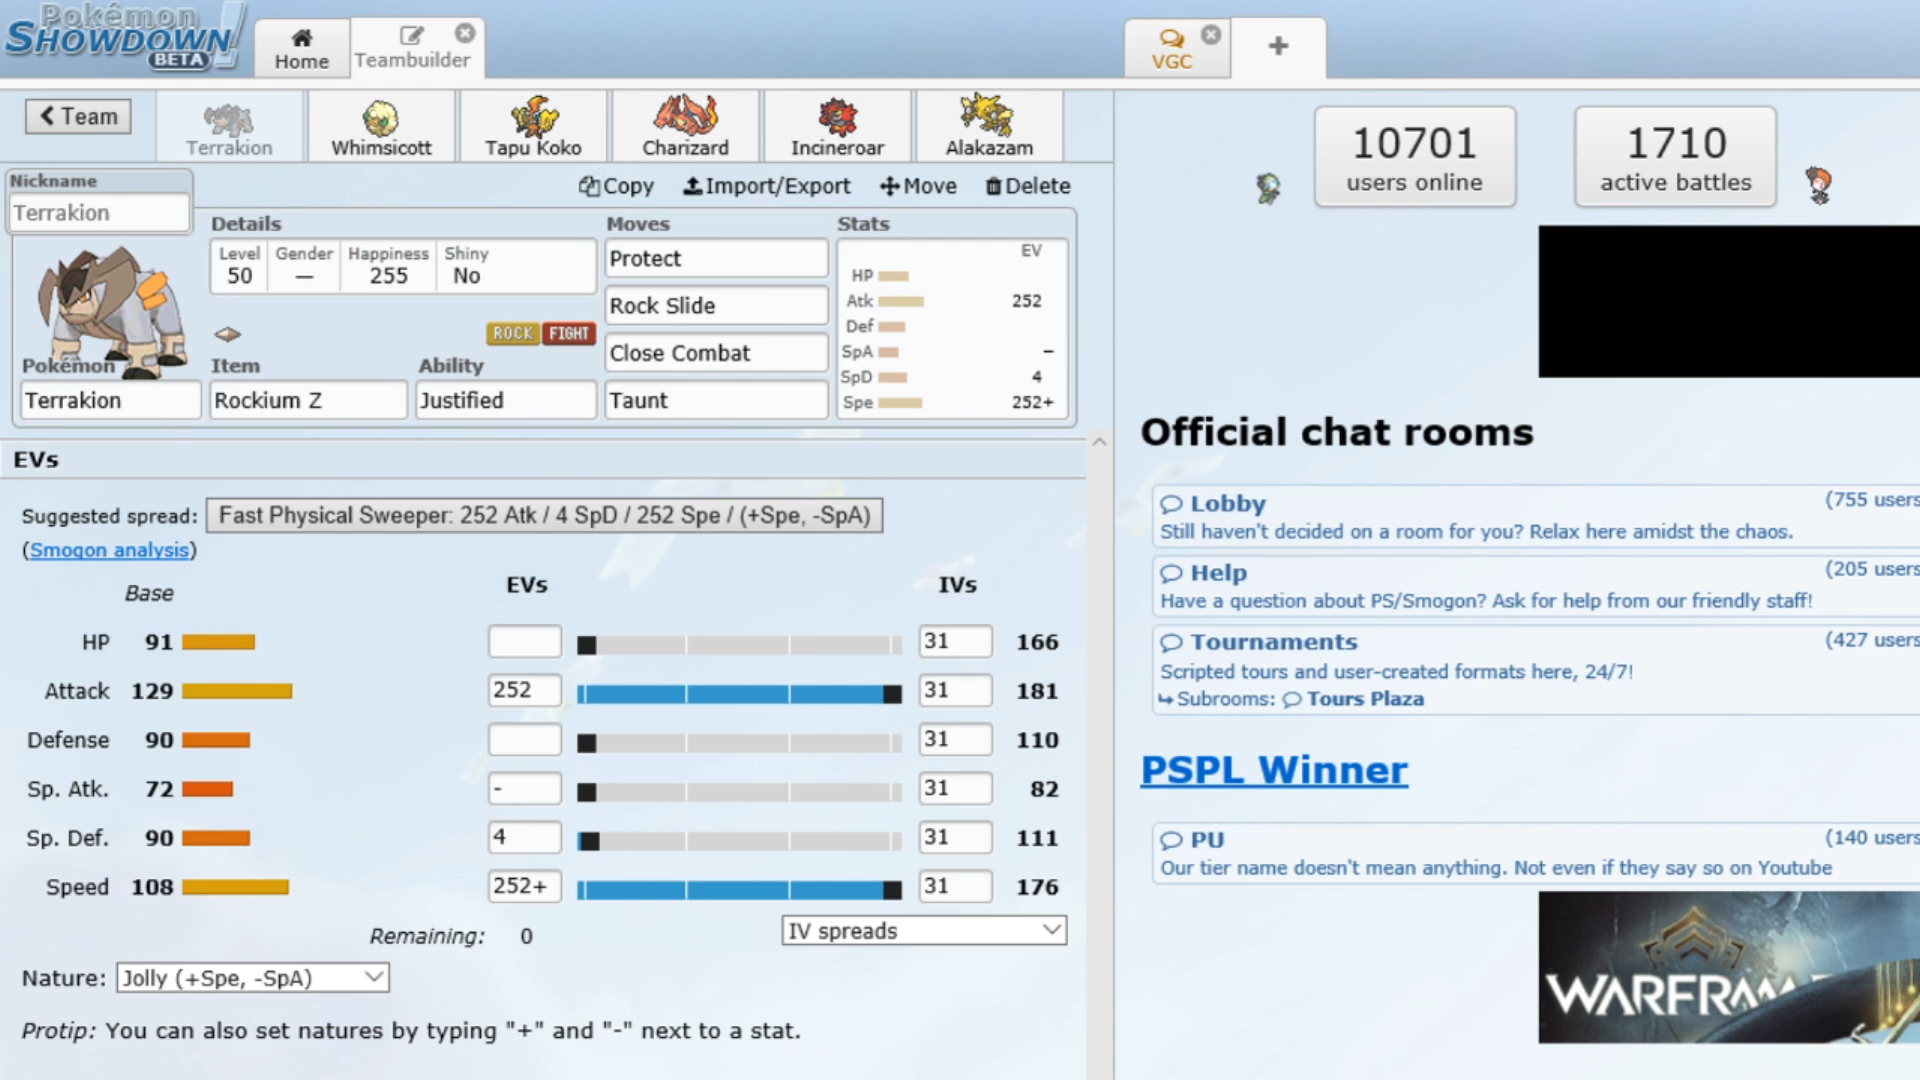 Pokémon
SHOWDOWN!
BETA
Home
Teambuilder
VGC
+
< Team
Terrakion
Whimsicott
Tapu Koko
Charizard
Incineroar
Alakazam
Copy
Import/Export
Move
Delete
Nickname
Terrakion
Details
Level
Gender
Happiness
Shiny
50
—
255
No
ROCK
FIGHT
Pokémon
Item
Ability
Terrakion
Rockium Z
Justified
Moves
Protect
Rock Slide
Close Combat
Taunt
Stats
EV
HP
Atk 252
Def
SpA –
SpD 4
Spe 252+
EVs
Suggested spread: Fast Physical Sweeper: 252 Atk / 4 SpD / 252 Spe / (+Spe, -SpA)
(Smogon analysis)
Base EVs IVs
HP 91 31 166
Attack 129 252 31 181
Defense 90 31 110
Sp. Atk. 72 - 31 82
Sp. Def. 90 4 31 111
Speed 108 252+ 31 176
Remaining: 0
IV spreads
Nature: Jolly (+Spe, -SpA)
Protip: You can also set natures by typing "+" and "-" next to a stat.
10701
users online
1710
active battles
Official chat rooms
Lobby (755 users
Still haven't decided on a room for you? Relax here amidst the chaos.
Help (205 users
Have a question about PS/Smogon? Ask for help from our friendly staff!
Tournaments (427 users
Scripted tours and user-created formats here, 24/7!
↳ Subrooms: Tours Plaza
PSPL Winner
PU (140 users
Our tier name doesn't mean anything. Not even if they say so on Youtube